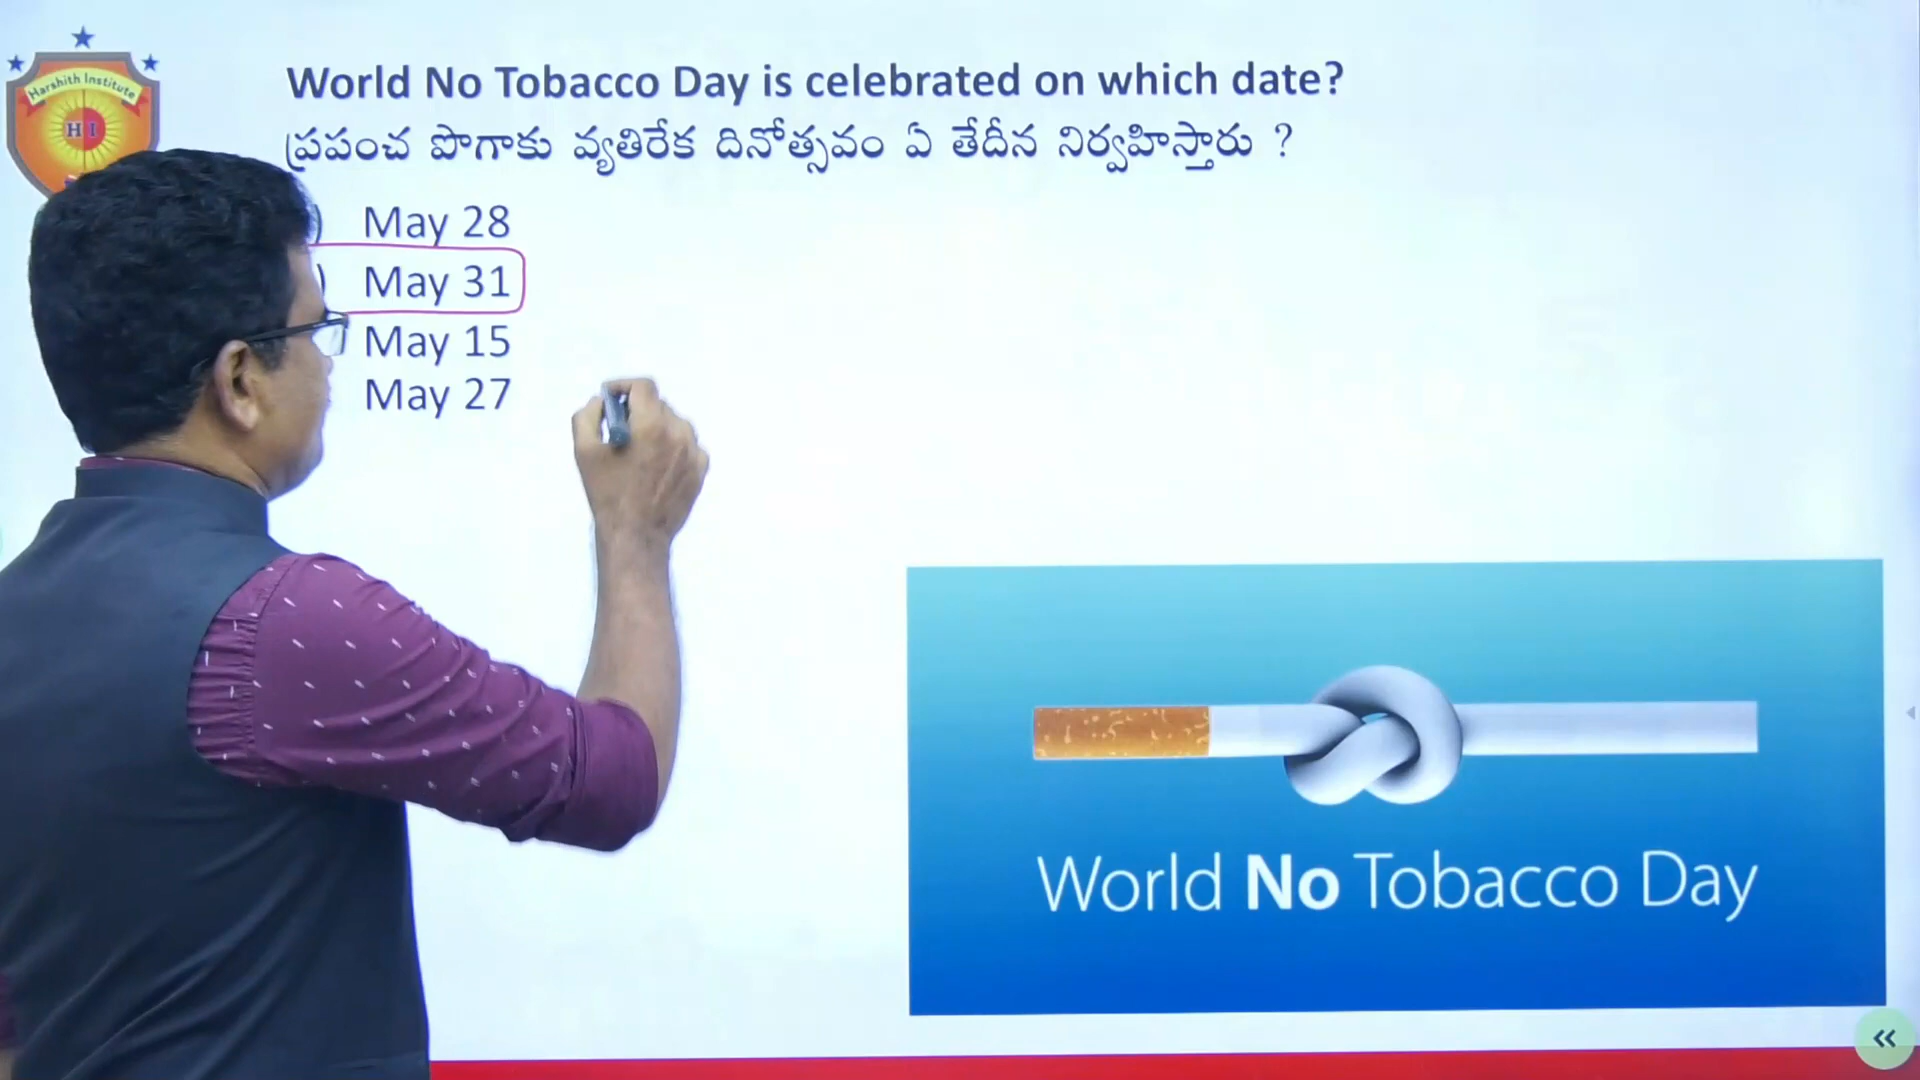 Harshith Institute
H I
World No Tobacco Day is celebrated on which date?
ప్రపంచ పొగాకు వ్యతిరేక దినోత్సవం ఏ తేదీన నిర్వహిస్తారు ?
) May 28
) May 31
May 15
May 27
World No Tobacco Day